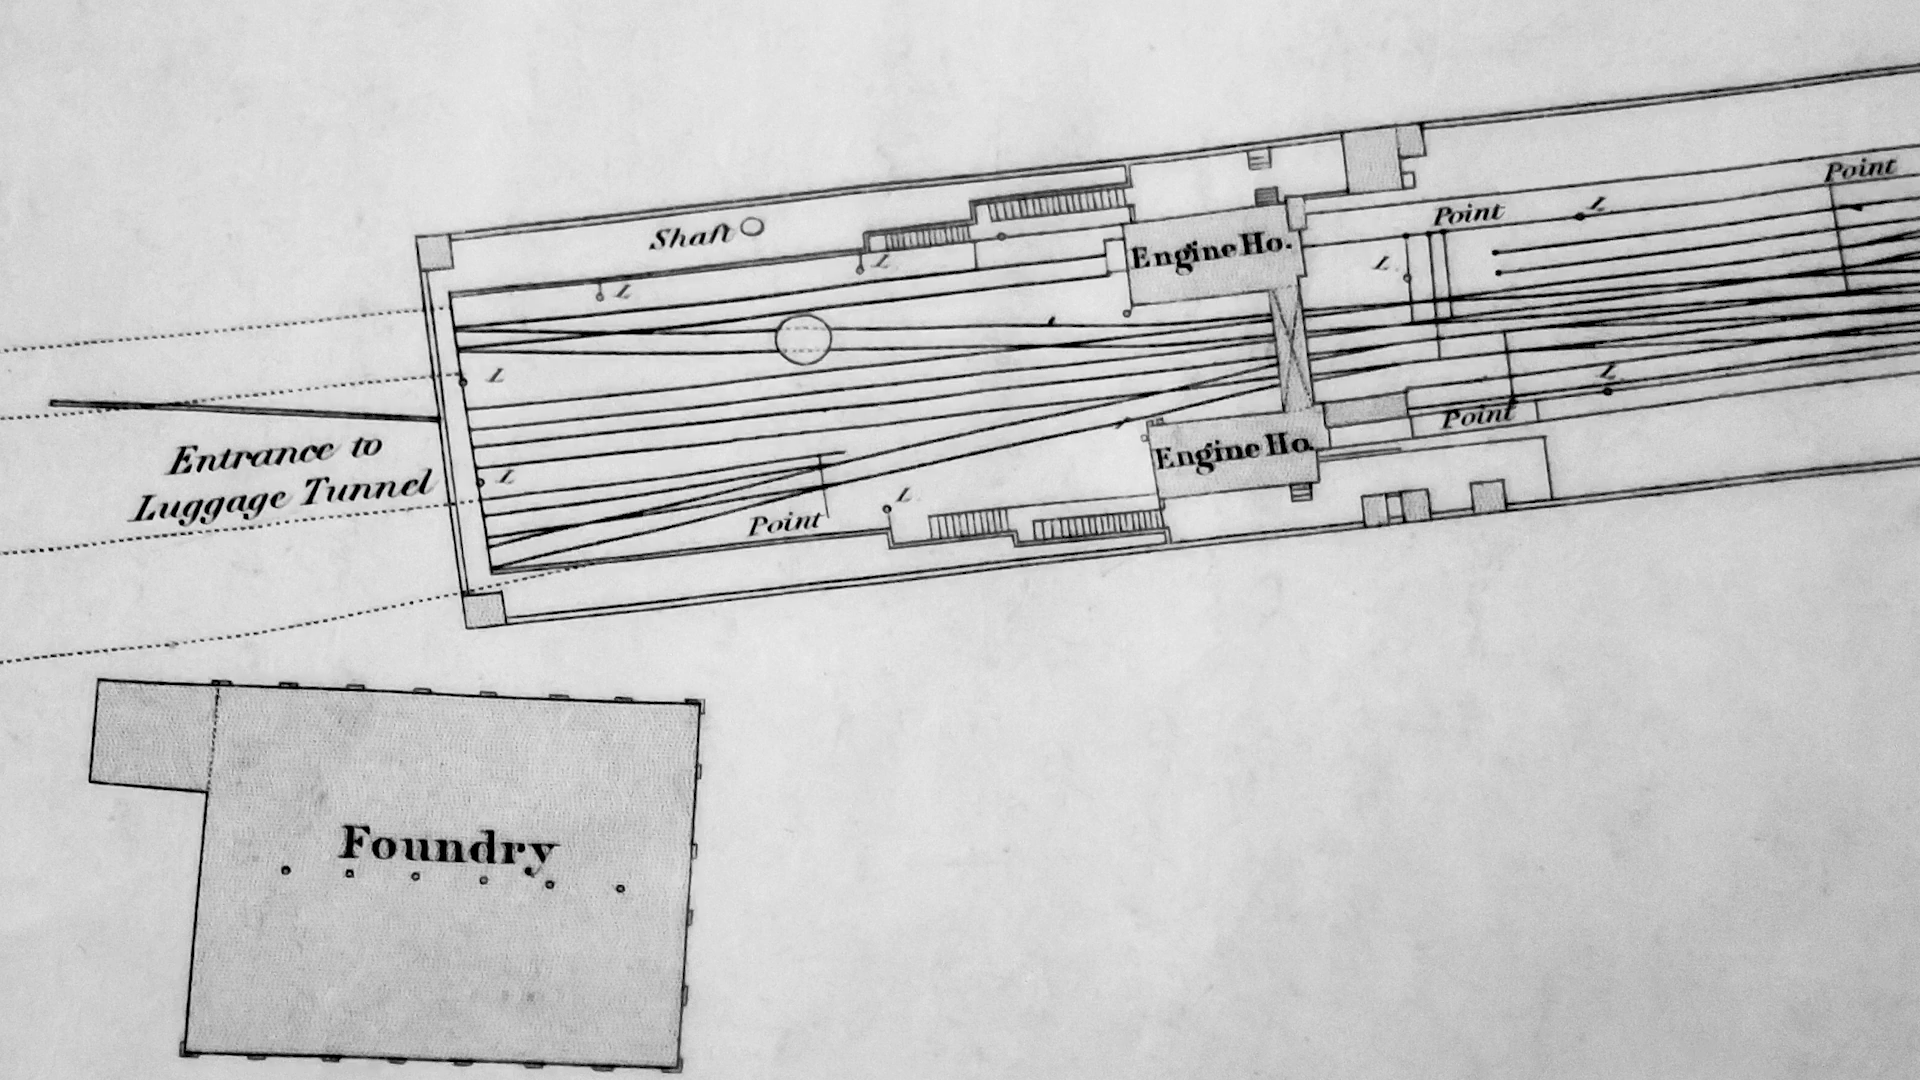 Point
Point
L
Shaft
Engine Ho.
L
L
L
L
L
Point
Entrance to
Luggage Tunnel
Engine Ho.
L
L
Point
Foundry